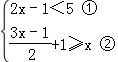 2x-1<5 ①
(3x-1)/2+1≥x ②